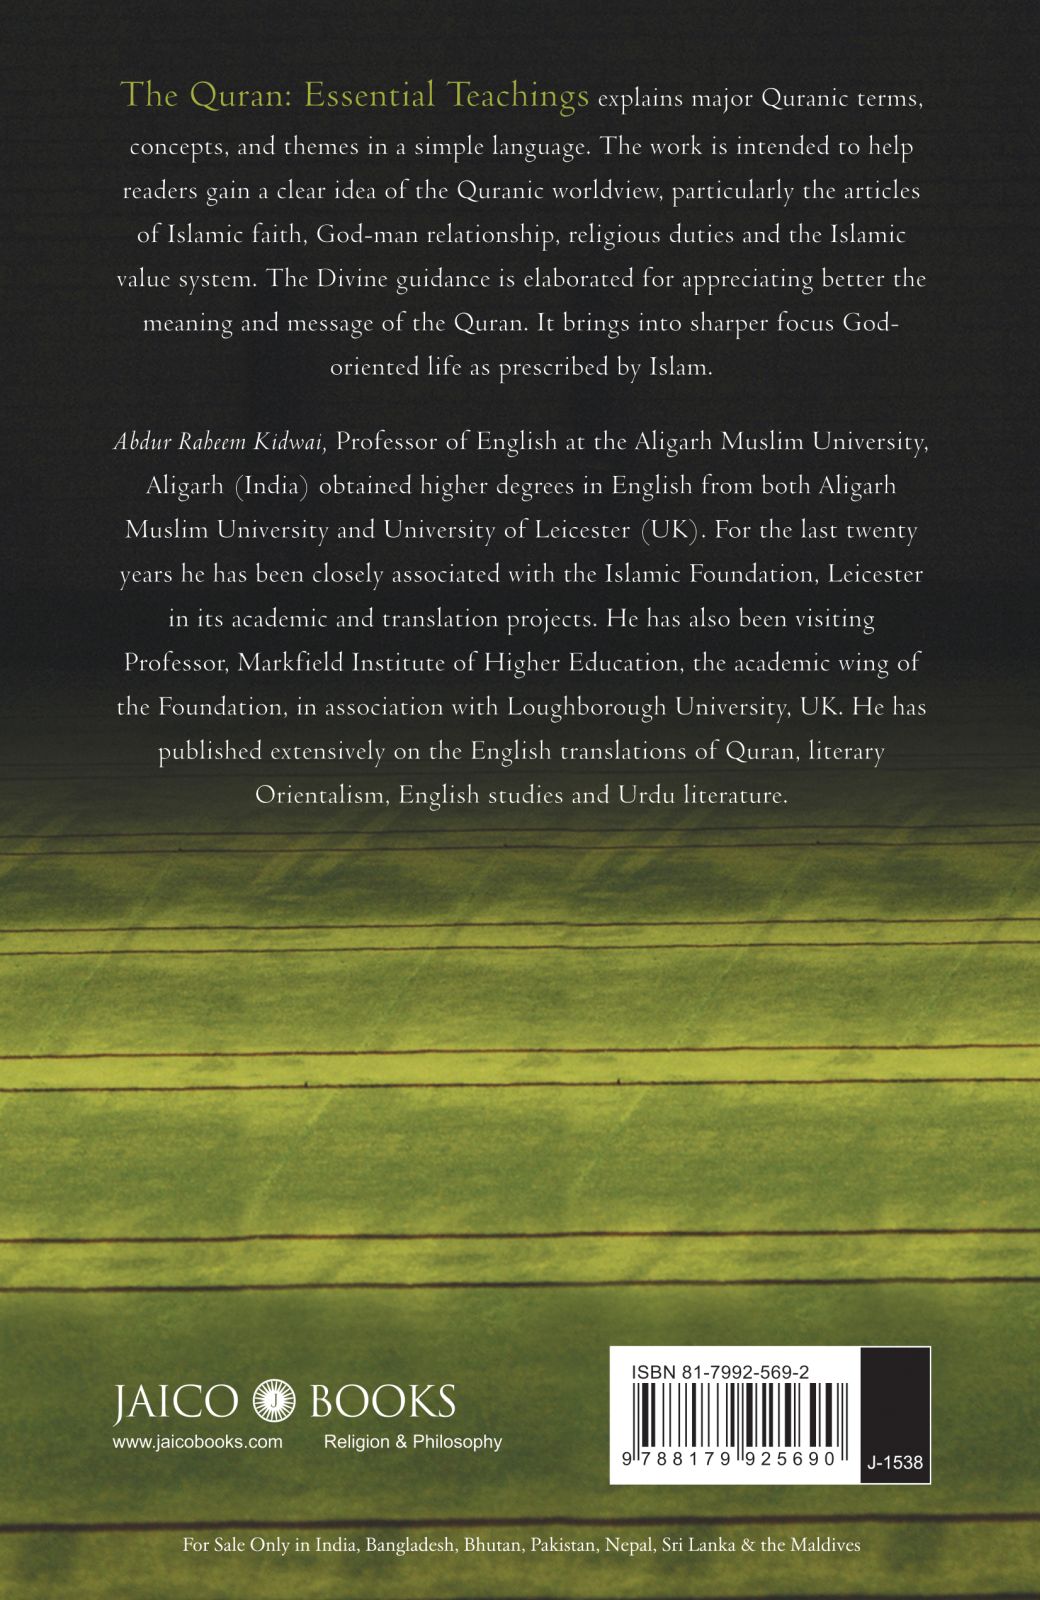 The Quran: Essential Teachings explains major Quranic terms,
concepts, and themes in a simple language. The work is intended to help
readers gain a clear idea of the Quranic worldview, particularly the articles
of Islamic faith, God-man relationship, religious duties and the Islamic
value system. The Divine guidance is elaborated for appreciating better the
meaning and message of the Quran. It brings into sharper focus God-
oriented life as prescribed by Islam.
Abdur Raheem Kidwai, Professor of English at the Aligarh Muslim University,
Aligarh (India) obtained higher degrees in English from both Aligarh
Muslim University and University of Leicester (UK). For the last twenty
years he has been closely associated with the Islamic Foundation, Leicester
in its academic and translation projects. He has also been visiting
Professor, Markfield Institute of Higher Education, the academic wing of
the Foundation, in association with Loughborough University, UK. He has
published extensively on the English translations of Quran, literary
Orientalism, English studies and Urdu literature.
JAICO J BOOKS
www.jaicobooks.com Religion & Philosophy
ISBN 81-7992-569-2
9 788179 925690
J-1538
For Sale Only in India, Bangladesh, Bhutan, Pakistan, Nepal, Sri Lanka & the Maldives